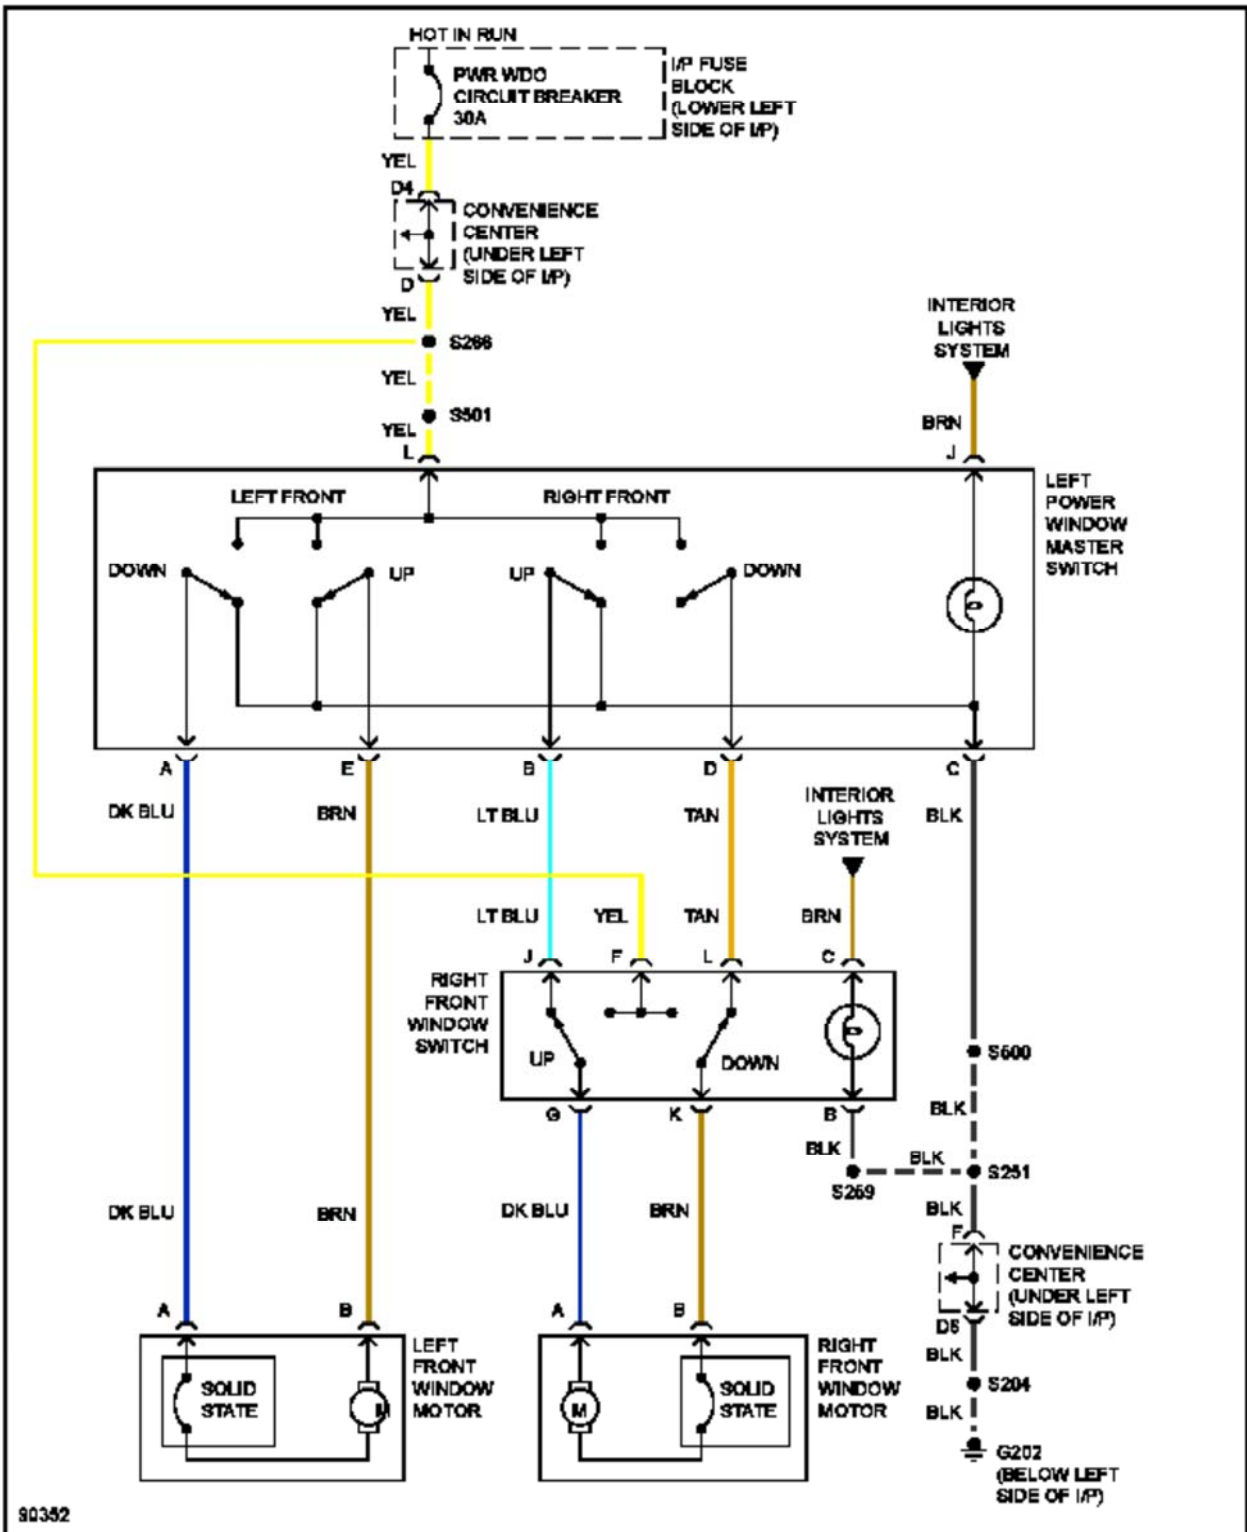 HOT IN RUN
PWR WDO
CIRCUIT BREAKER
30A
I/P FUSE
BLOCK
(LOWER LEFT
SIDE OF I/P)
YEL
D4
CONVENIENCE
CENTER
(UNDER LEFT
SIDE OF I/P)
D
YEL
S266
YEL
S501
YEL
L
INTERIOR
LIGHTS
SYSTEM
BRN
J
LEFT FRONT
RIGHT FRONT
DOWN
UP
UP
DOWN
LEFT
POWER
WINDOW
MASTER
SWITCH
A
E
B
D
C
DK BLU
BRN
LT BLU
TAN
INTERIOR
LIGHTS
SYSTEM
BLK
LT BLU
YEL
TAN
BRN
J
F
L
C
RIGHT
FRONT
WINDOW
SWITCH
UP
DOWN
G
K
B
S600
BLK
BLK
BLK
S269
S251
DK BLU
BRN
DK BLU
BRN
BLK
F
CONVENIENCE
CENTER
(UNDER LEFT
SIDE OF I/P)
D6
A
B
A
B
SOLID
STATE
M
LEFT
FRONT
WINDOW
MOTOR
M
SOLID
STATE
RIGHT
FRONT
WINDOW
MOTOR
BLK
S204
BLK
G202
(BELOW LEFT
SIDE OF I/P)
90352